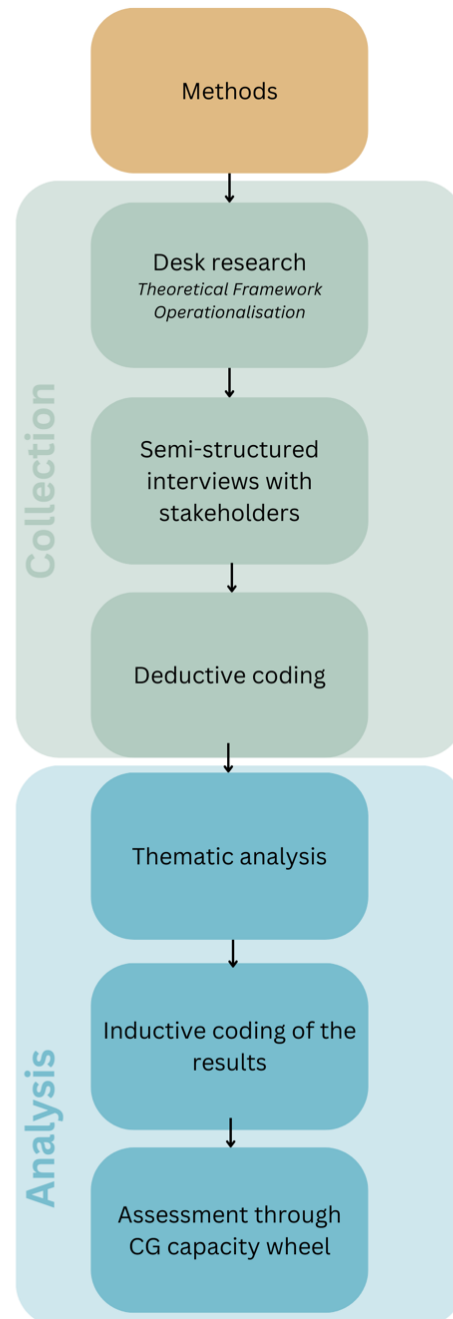 Methods
Collection
Desk research
Theoretical Framework
Operationalisation
Semi-structured
interviews with
stakeholders
Deductive coding
Analysis
Thematic analysis
Inductive coding of the
results
Assessment through
CG capacity wheel